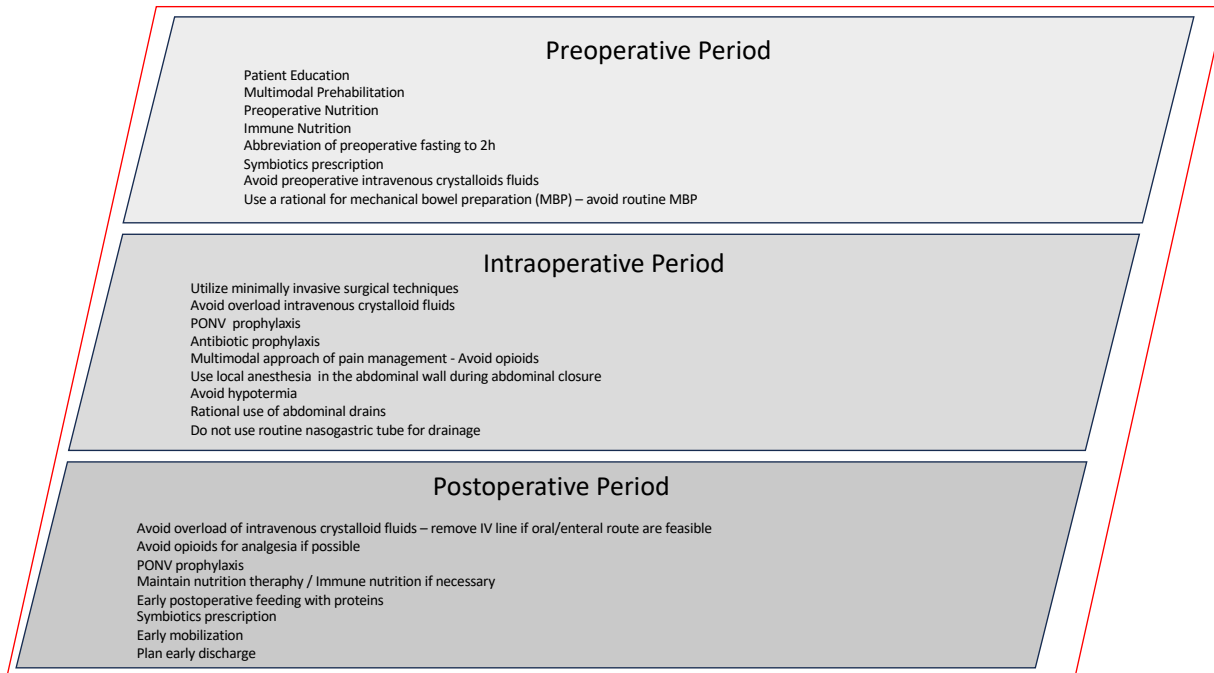 Preoperative Period
Patient Education
Multimodal Prehabilitation
Preoperative Nutrition
Immune Nutrition
Abbreviation of preoperative fasting to 2h
Symbiotics prescription
Avoid preoperative intravenous crystalloids fluids
Use a rational for mechanical bowel preparation (MBP) – avoid routine MBP
Intraoperative Period
Utilize minimally invasive surgical techniques
Avoid overload intravenous crystalloid fluids
PONV  prophylaxis
Antibiotic prophylaxis
Multimodal approach of pain management - Avoid opioids
Use local anesthesia  in the abdominal wall during abdominal closure
Avoid hypotermia
Rational use of abdominal drains
Do not use routine nasogastric tube for drainage
Postoperative Period
Avoid overload of intravenous crystalloid fluids – remove IV line if oral/enteral route are feasible
Avoid opioids for analgesia if possible
PONV prophylaxis
Maintain nutrition theraphy / Immune nutrition if necessary
Early postoperative feeding with proteins
Symbiotics prescription
Early mobilization
Plan early discharge